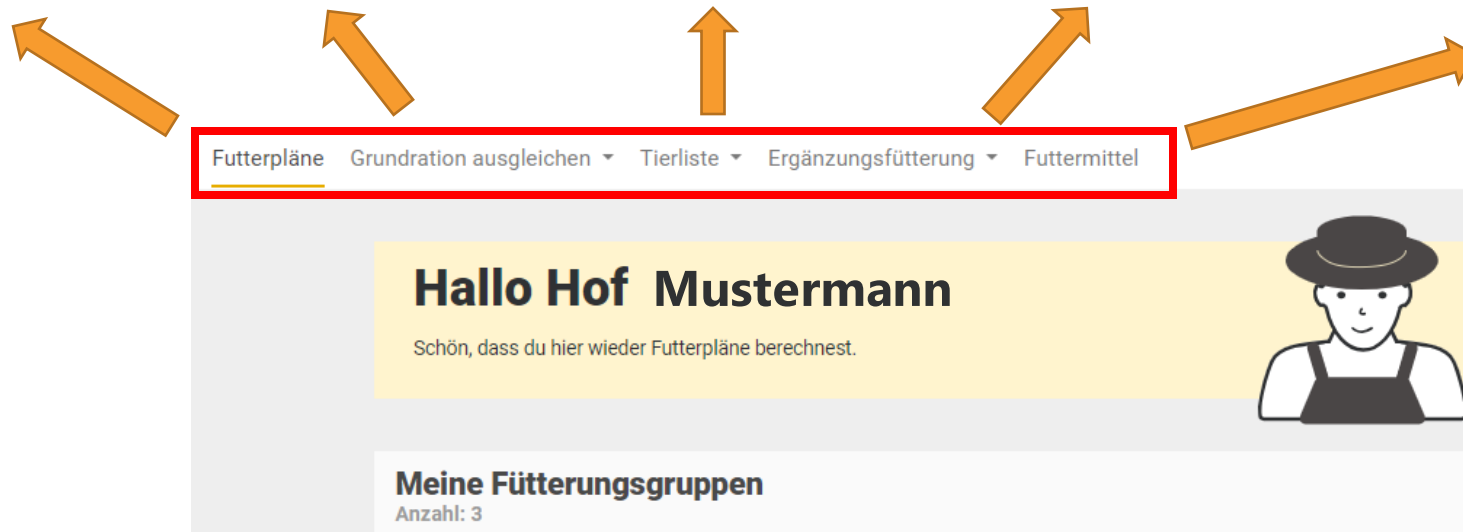 Futterpläne Grundration ausgleichen Tierliste Ergänzungsfütterung Futtermittel
Hallo Hof Mustermann
Schön, dass du hier wieder Futterpläne berechnest.
Meine Fütterungsgruppen
Anzahl: 3